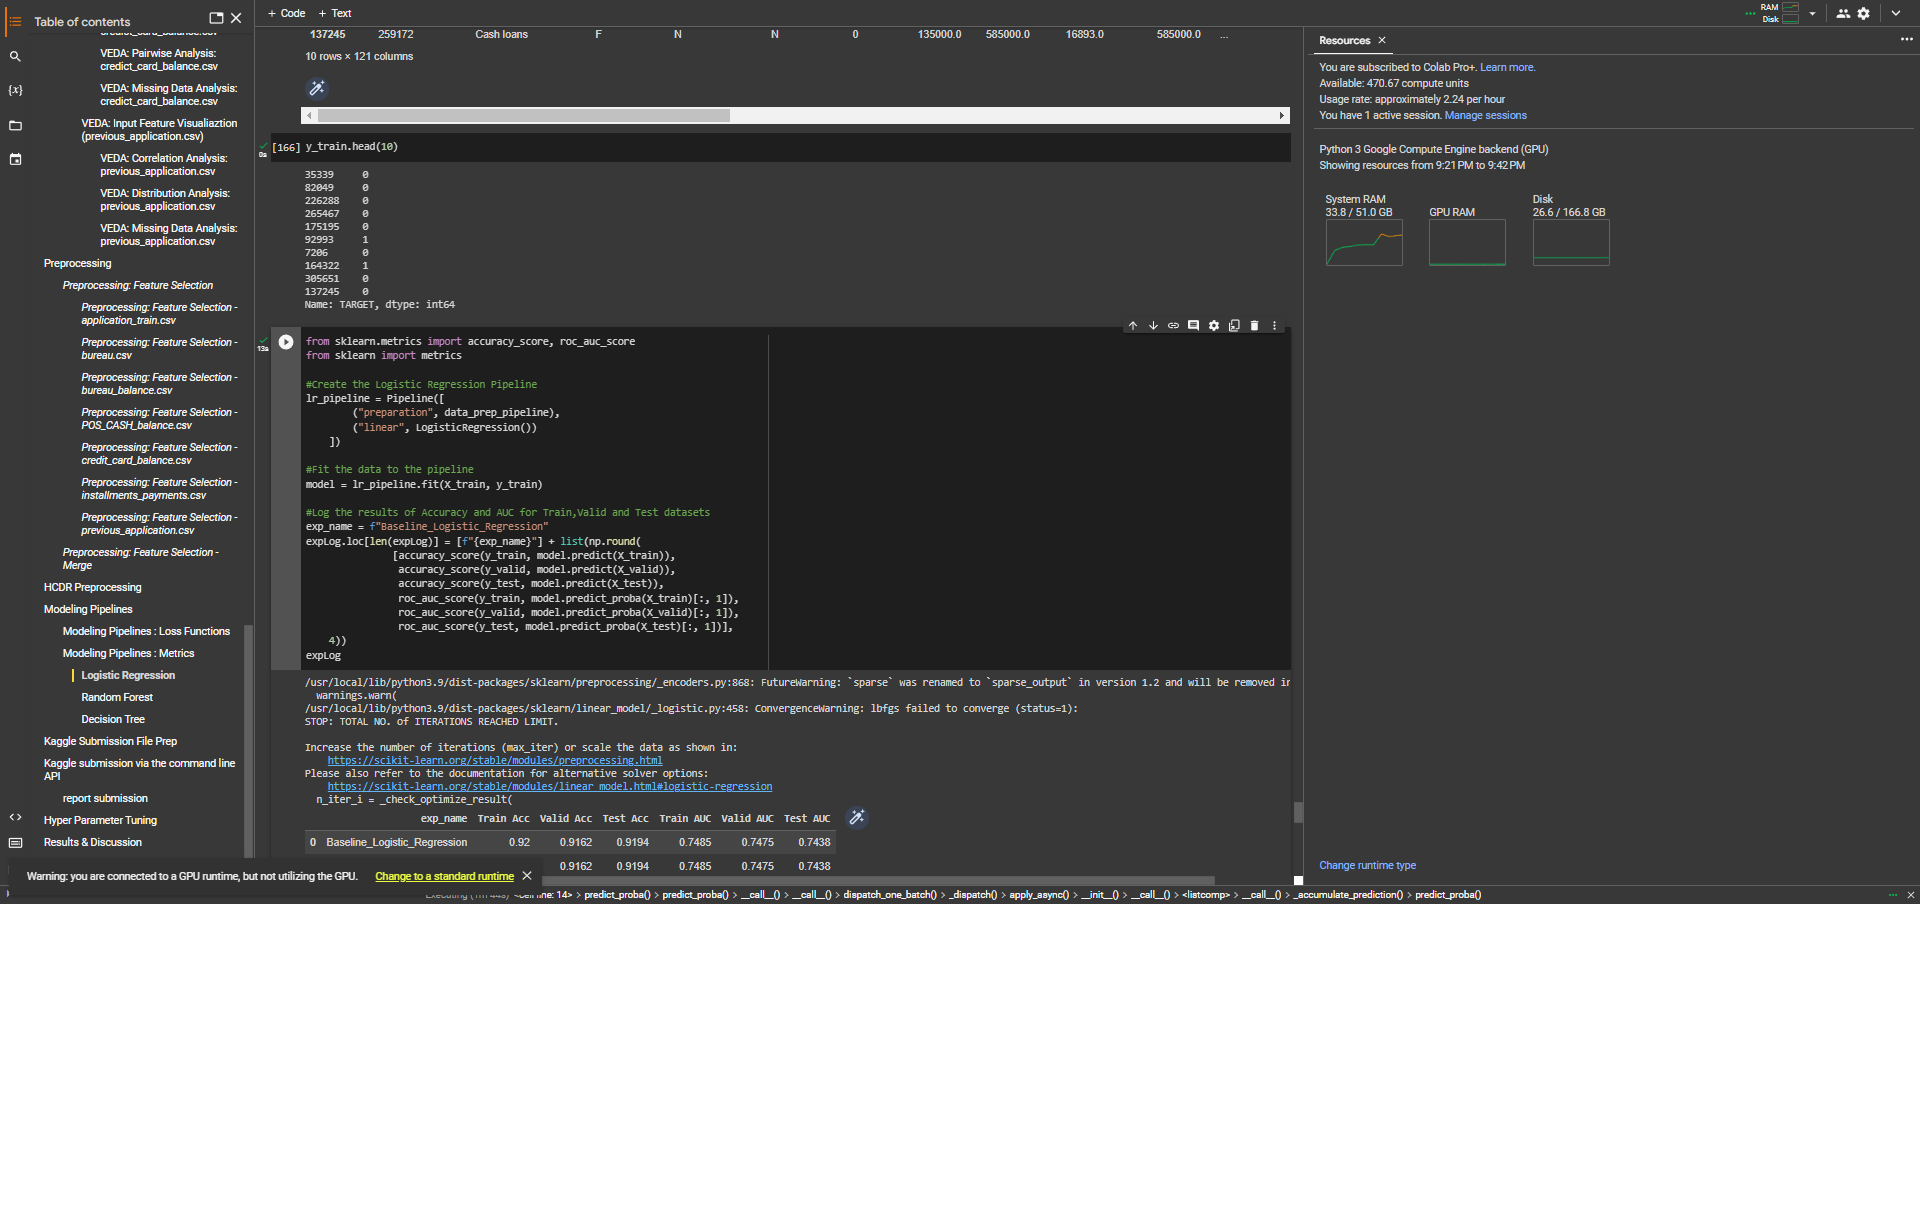 Table of contents
credict_card_balance.csv
VEDA: Pairwise Analysis:
credict_card_balance.csv
VEDA: Missing Data Analysis:
credict_card_balance.csv
VEDA: Input Feature Visualiaztion
(previous_application.csv)
VEDA: Correlation Analysis:
previous_application.csv
VEDA: Distribution Analysis:
previous_application.csv
VEDA: Missing Data Analysis:
previous_application.csv
Preprocessing
Preprocessing: Feature Selection
Preprocessing: Feature Selection -
application_train.csv
Preprocessing: Feature Selection -
bureau.csv
Preprocessing: Feature Selection -
bureau_balance.csv
Preprocessing: Feature Selection -
POS_CASH_balance.csv
Preprocessing: Feature Selection -
credit_card_balance.csv
Preprocessing: Feature Selection -
installments_payments.csv
Preprocessing: Feature Selection -
previous_application.csv
Preprocessing: Feature Selection -
Merge
HCDR Preprocessing
Modeling Pipelines
Modeling Pipelines : Loss Functions
Modeling Pipelines : Metrics
Logistic Regression
Random Forest
Decision Tree
Kaggle Submission File Prep
Kaggle submission via the command line
API
report submission
Hyper Parameter Tuning
Results & Discussion
Warning: you are connected to a GPU runtime, but not utilizing the GPU. Change to a standard runtime
+ Code + Text
RAM
Disk
137245 259172 Cash loans F N N 0 135000.0 585000.0 16893.0 585000.0 ...
10 rows × 121 columns
0s
[166] y_train.head(10)
35339 0
82049 0
226288 0
265467 0
175195 0
92993 1
7206 0
164322 1
305651 0
137245 0
Name: TARGET, dtype: int64
13s
from sklearn.metrics import accuracy_score, roc_auc_score
from sklearn import metrics
#Create the Logistic Regression Pipeline
lr_pipeline = Pipeline([
("preparation", data_prep_pipeline),
("linear", LogisticRegression())
])
#Fit the data to the pipeline
model = lr_pipeline.fit(X_train, y_train)
#Log the results of Accuracy and AUC for Train,Valid and Test datasets
exp_name = f"Baseline_Logistic_Regression"
expLog.loc[len(expLog)] = [f"{exp_name}"] + list(np.round(
[accuracy_score(y_train, model.predict(X_train)),
accuracy_score(y_valid, model.predict(X_valid)),
accuracy_score(y_test, model.predict(X_test)),
roc_auc_score(y_train, model.predict_proba(X_train)[:, 1]),
roc_auc_score(y_valid, model.predict_proba(X_valid)[:, 1]),
roc_auc_score(y_test, model.predict_proba(X_test)[:, 1])],
4))
expLog
/usr/local/lib/python3.9/dist-packages/sklearn/preprocessing/_encoders.py:868: FutureWarning: `sparse` was renamed to `sparse_output` in version 1.2 and will be removed in
warnings.warn(
/usr/local/lib/python3.9/dist-packages/sklearn/linear_model/_logistic.py:458: ConvergenceWarning: lbfgs failed to converge (status=1):
STOP: TOTAL NO. of ITERATIONS REACHED LIMIT.
Increase the number of iterations (max_iter) or scale the data as shown in:
https://scikit-learn.org/stable/modules/preprocessing.html
Please also refer to the documentation for alternative solver options:
https://scikit-learn.org/stable/modules/linear_model.html#logistic-regression
n_iter_i = _check_optimize_result(
exp_name Train Acc Valid Acc Test Acc Train AUC Valid AUC Test AUC
0 Baseline_Logistic_Regression 0.92 0.9162 0.9194 0.7485 0.7475 0.7438
0.9162 0.9194 0.7485 0.7475 0.7438
<cell line: 14> > predict_proba() > predict_proba() > __call__() > __call__() > dispatch_one_batch() > _dispatch() > apply_async() > __init__() > __call__() > <listcomp> > __call__() > _accumulate_prediction() > predict_proba()
Resources
You are subscribed to Colab Pro+. Learn more.
Available: 470.67 compute units
Usage rate: approximately 2.24 per hour
You have 1 active session. Manage sessions
Python 3 Google Compute Engine backend (GPU)
Showing resources from 9:21 PM to 9:42 PM
System RAM
33.8 / 51.0 GB
GPU RAM
Disk
26.6 / 166.8 GB
Change runtime type